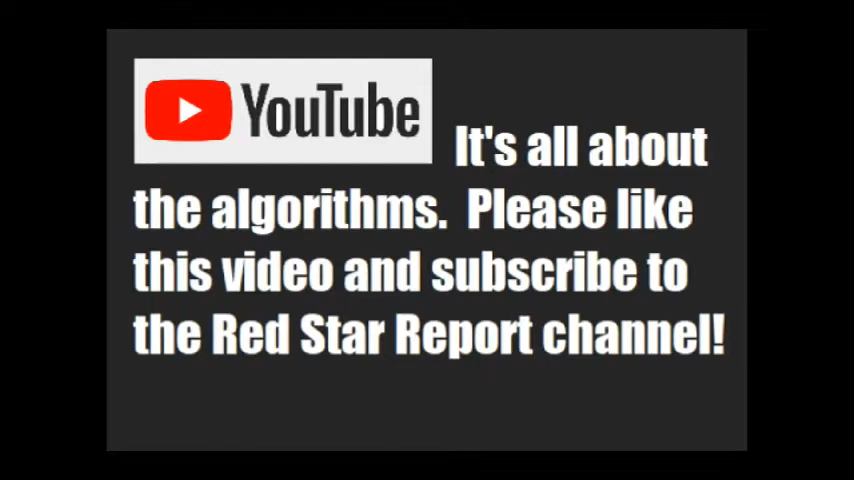 YouTube It's all about
the algorithms. Please like
this video and subscribe to
the Red Star Report channel!